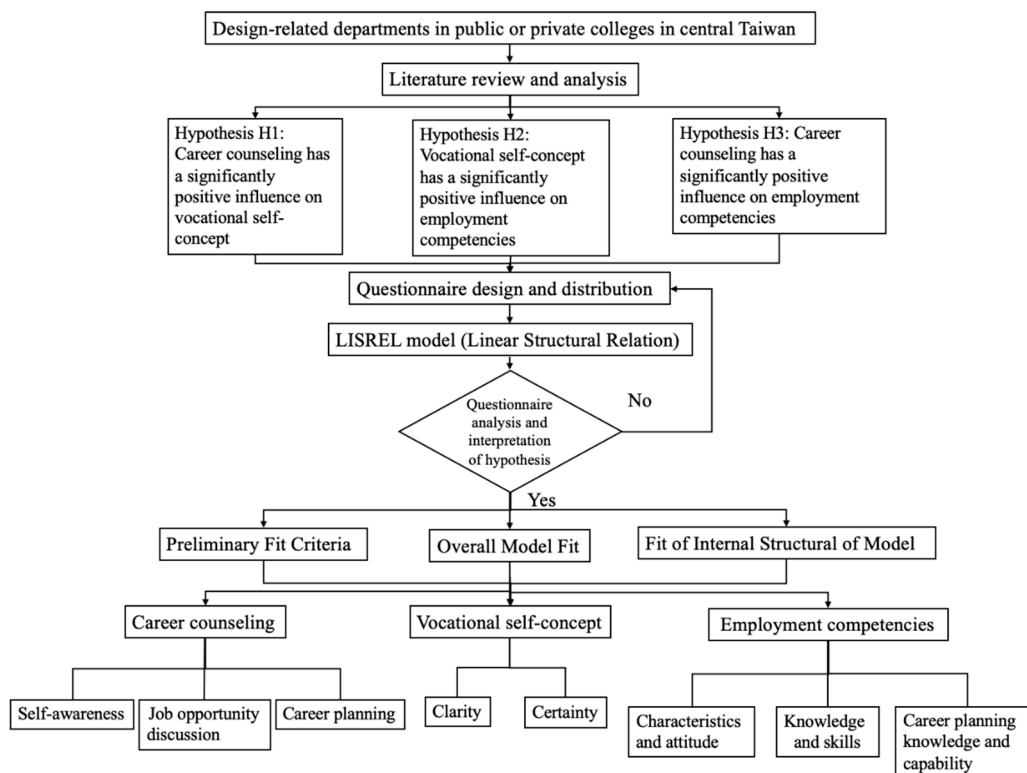 Design-related departments in public or private colleges in central Taiwan
Literature review and analysis
Hypothesis H1:
Career counseling has
a significantly
positive influence on
vocational self-
concept
Hypothesis H2:
Vocational self-concept
has a significantly
positive influence on
employment
competencies
Hypothesis H3: Career
counseling has a
significantly positive
influence on employment
competencies
Questionnaire design and distribution
LISREL model (Linear Structural Relation)
Questionnaire
analysis and
interpretation
of hypothesis
No
Yes
Preliminary Fit Criteria
Overall Model Fit
Fit of Internal Structural of Model
Career counseling
Vocational self-concept
Employment competencies
Self-awareness
Job opportunity
discussion
Career planning
Clarity
Certainty
Characteristics
and attitude
Knowledge
and skills
Career planning
knowledge and
capability